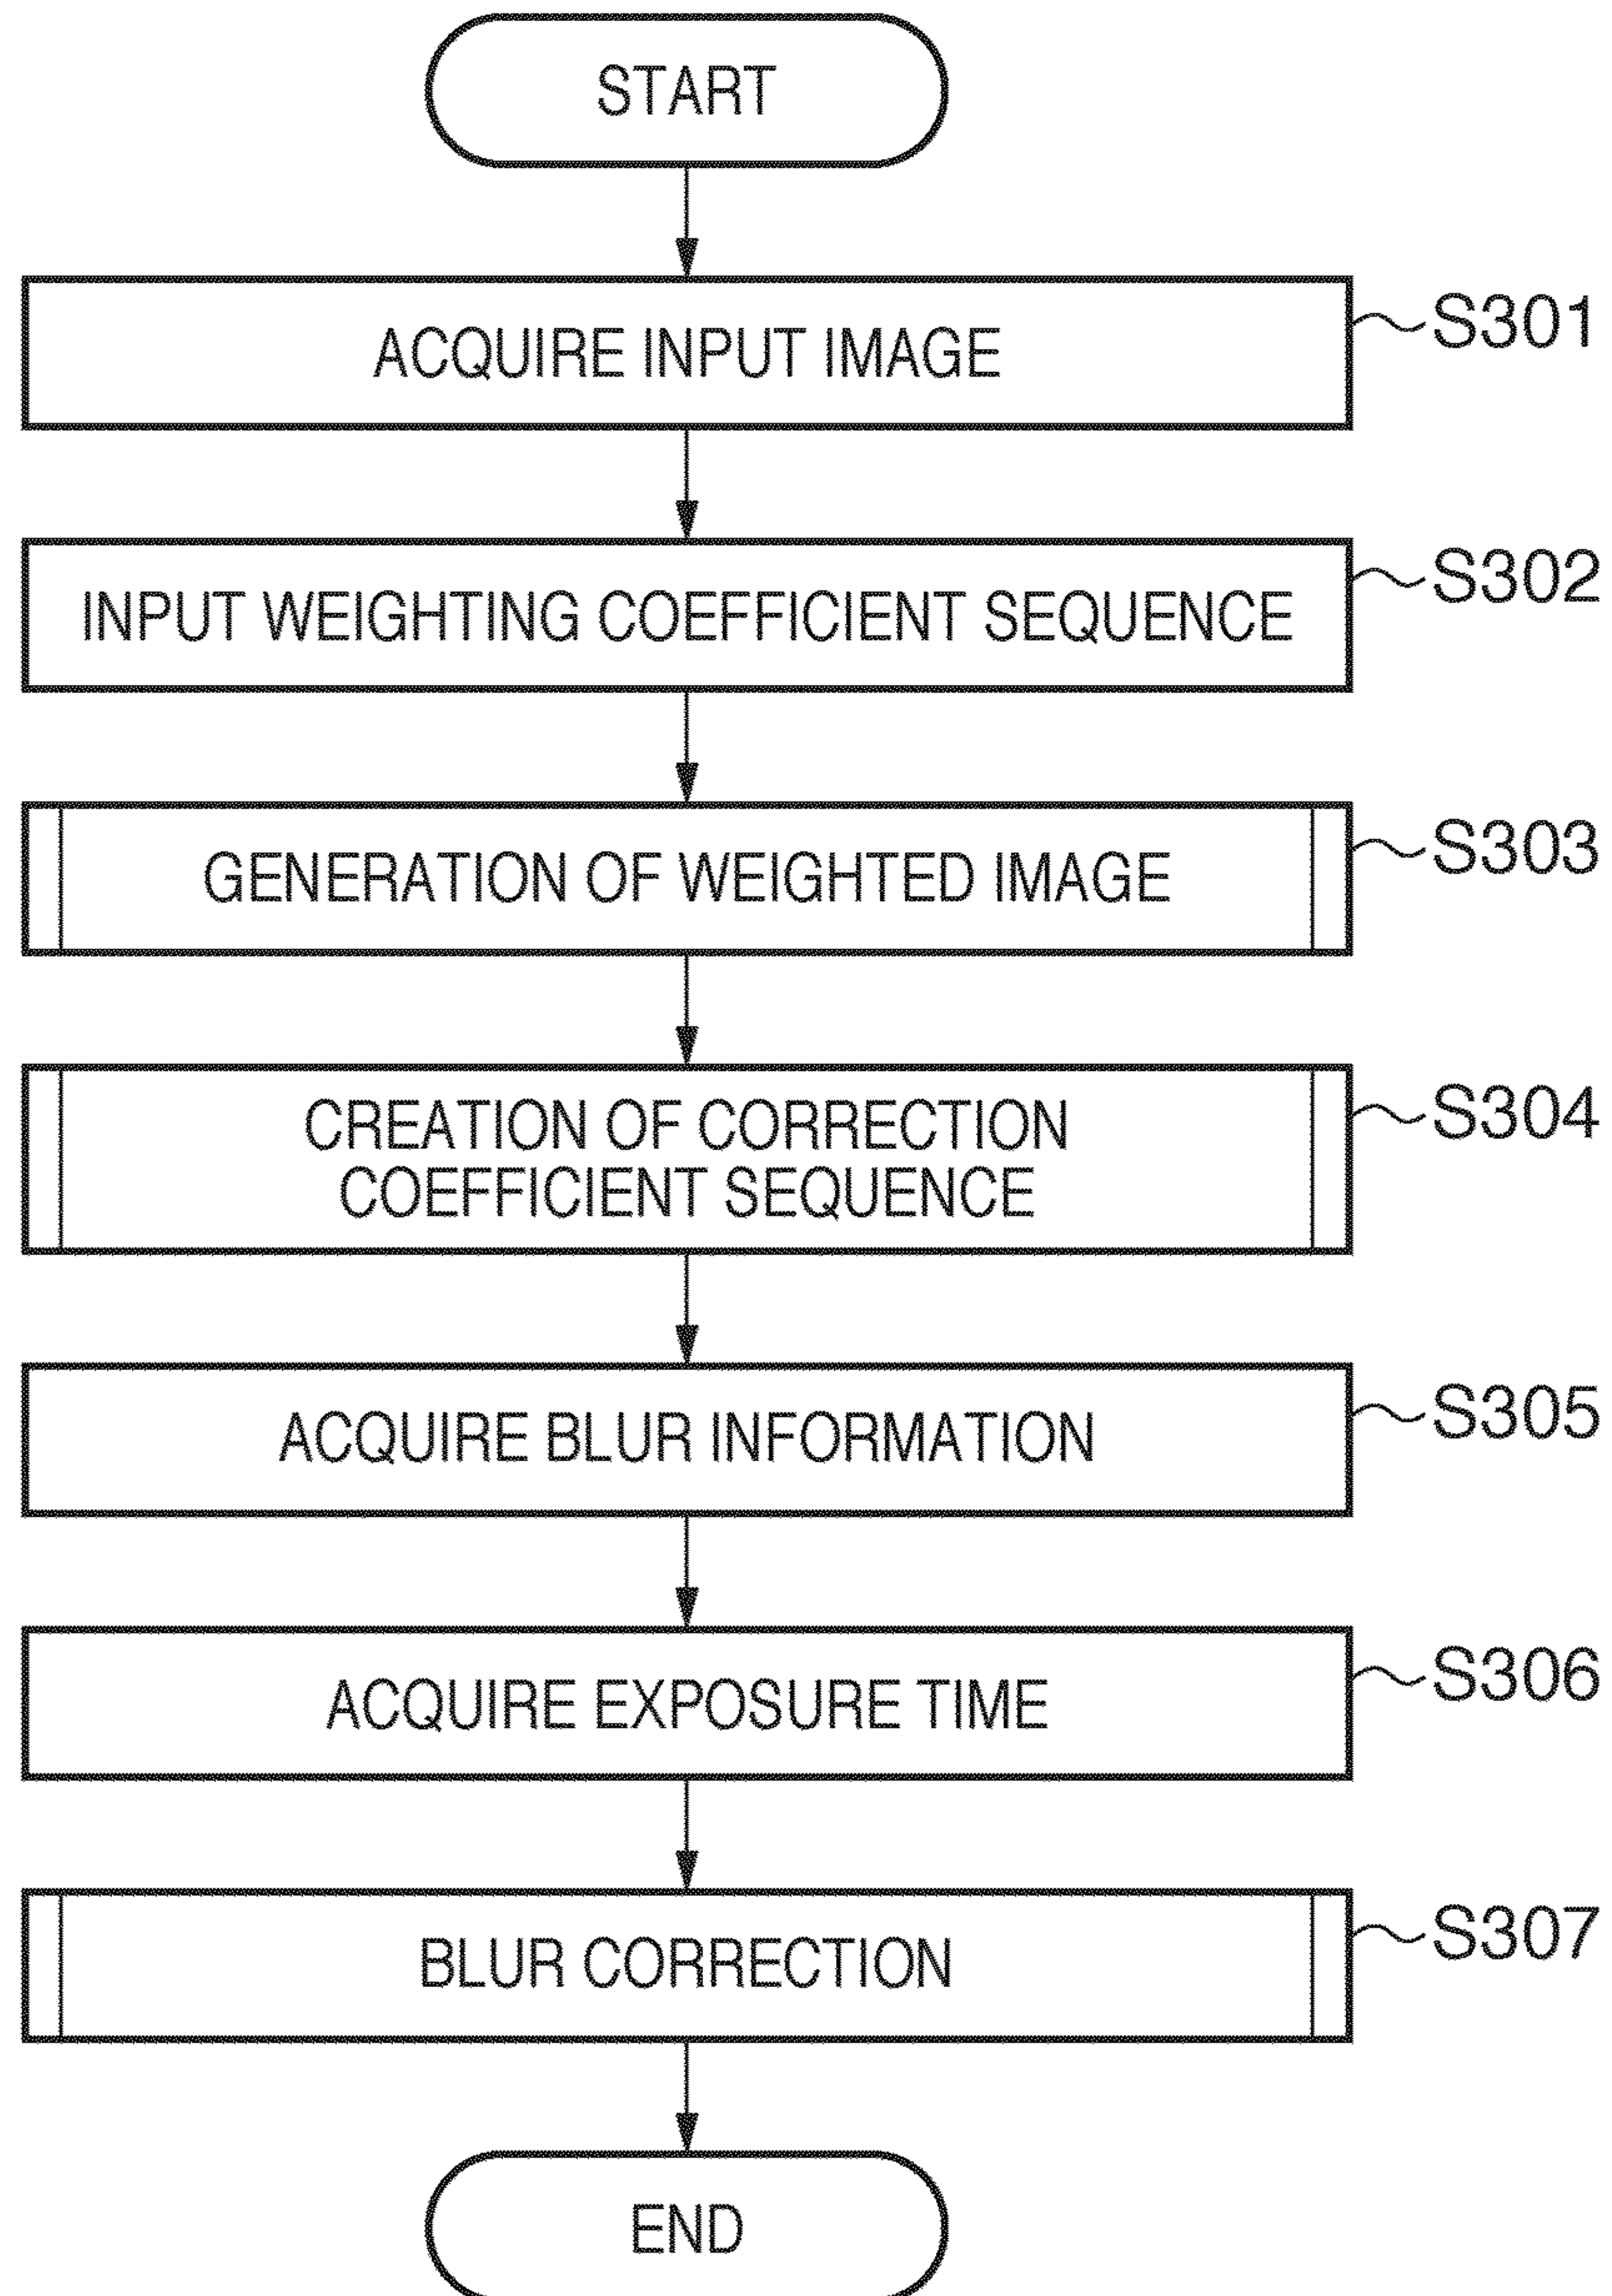 START
ACQUIRE INPUT IMAGE
S301
INPUT WEIGHTING COEFFICIENT SEQUENCE
S302
GENERATION OF WEIGHTED IMAGE
S303
CREATION OF CORRECTION
COEFFICIENT SEQUENCE
S304
ACQUIRE BLUR INFORMATION
S305
ACQUIRE EXPOSURE TIME
S306
BLUR CORRECTION
S307
END